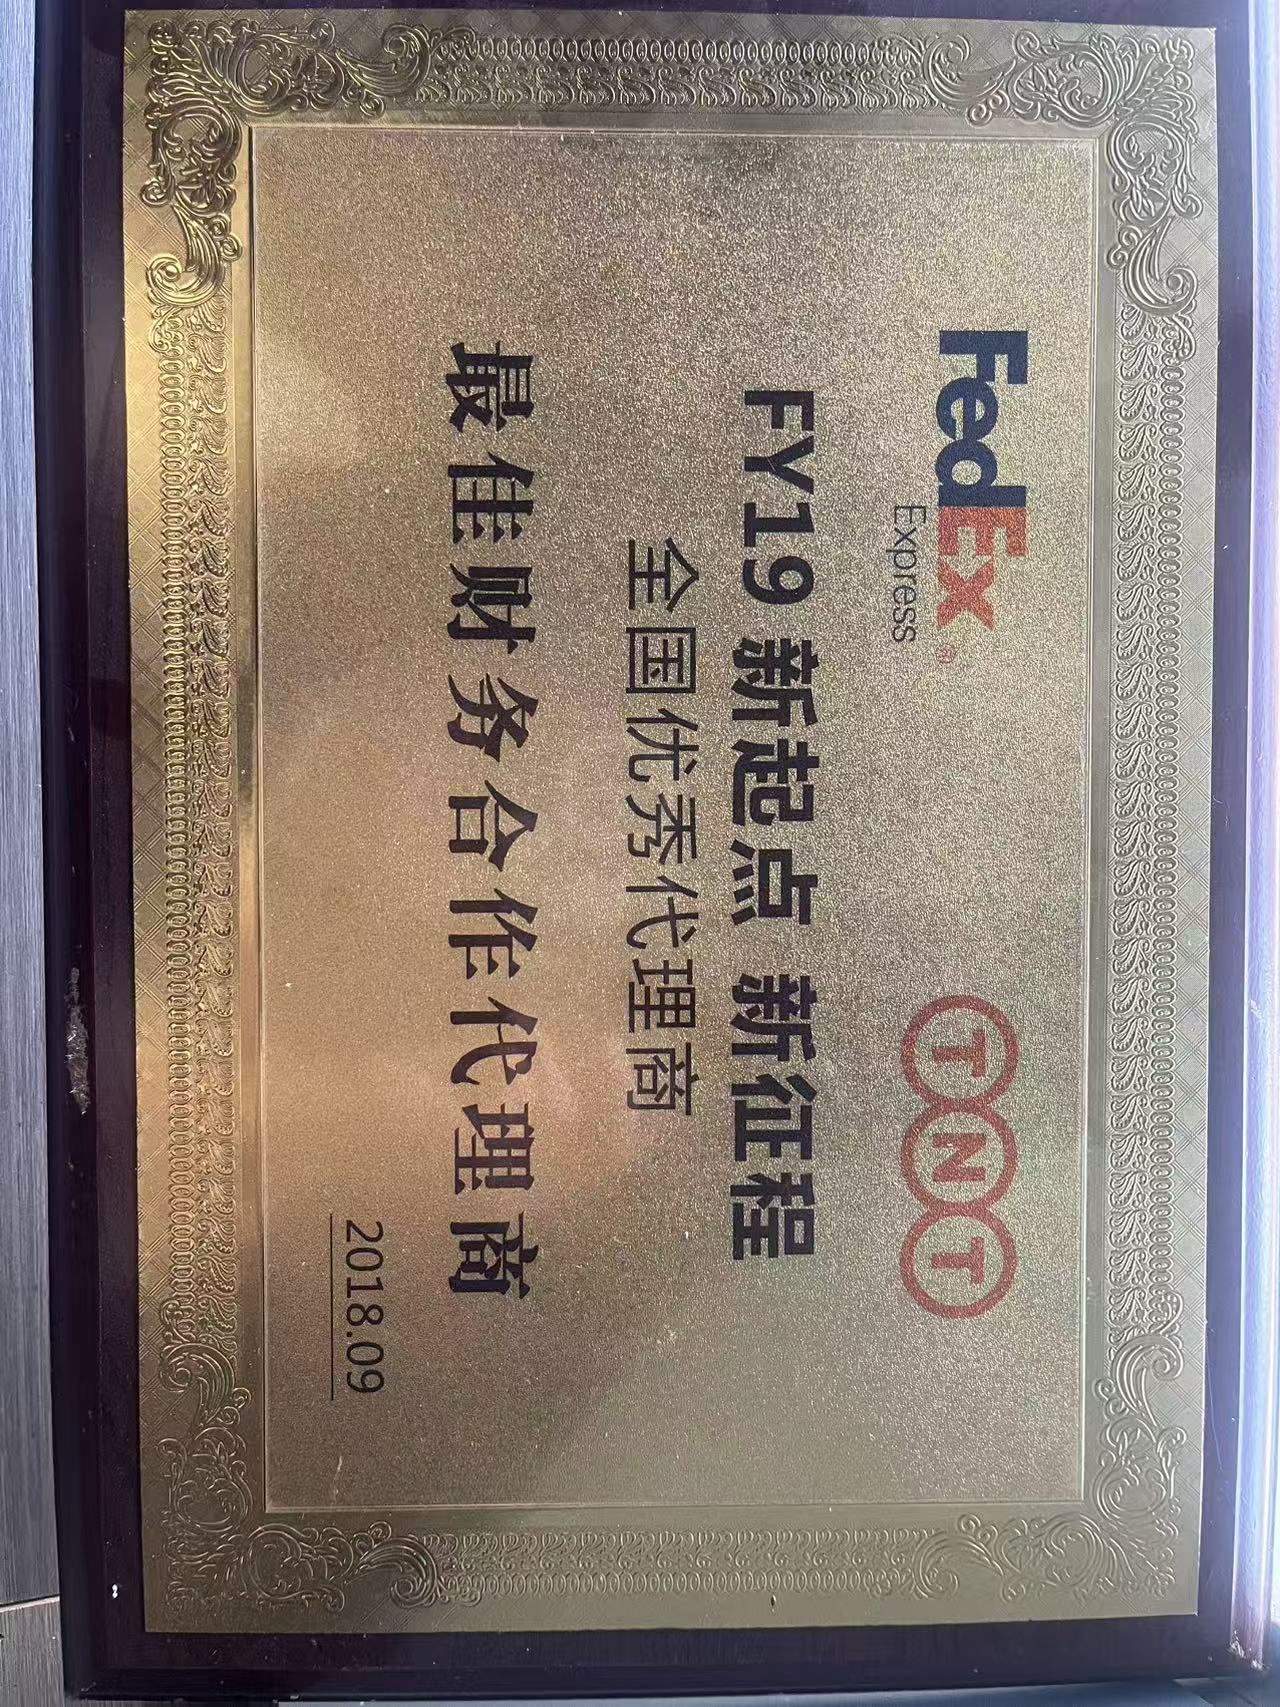 FedEx®
Express
TNT
FY19 新起点 新征程
全国优秀代理商
最佳财务合作代理商
2018.09